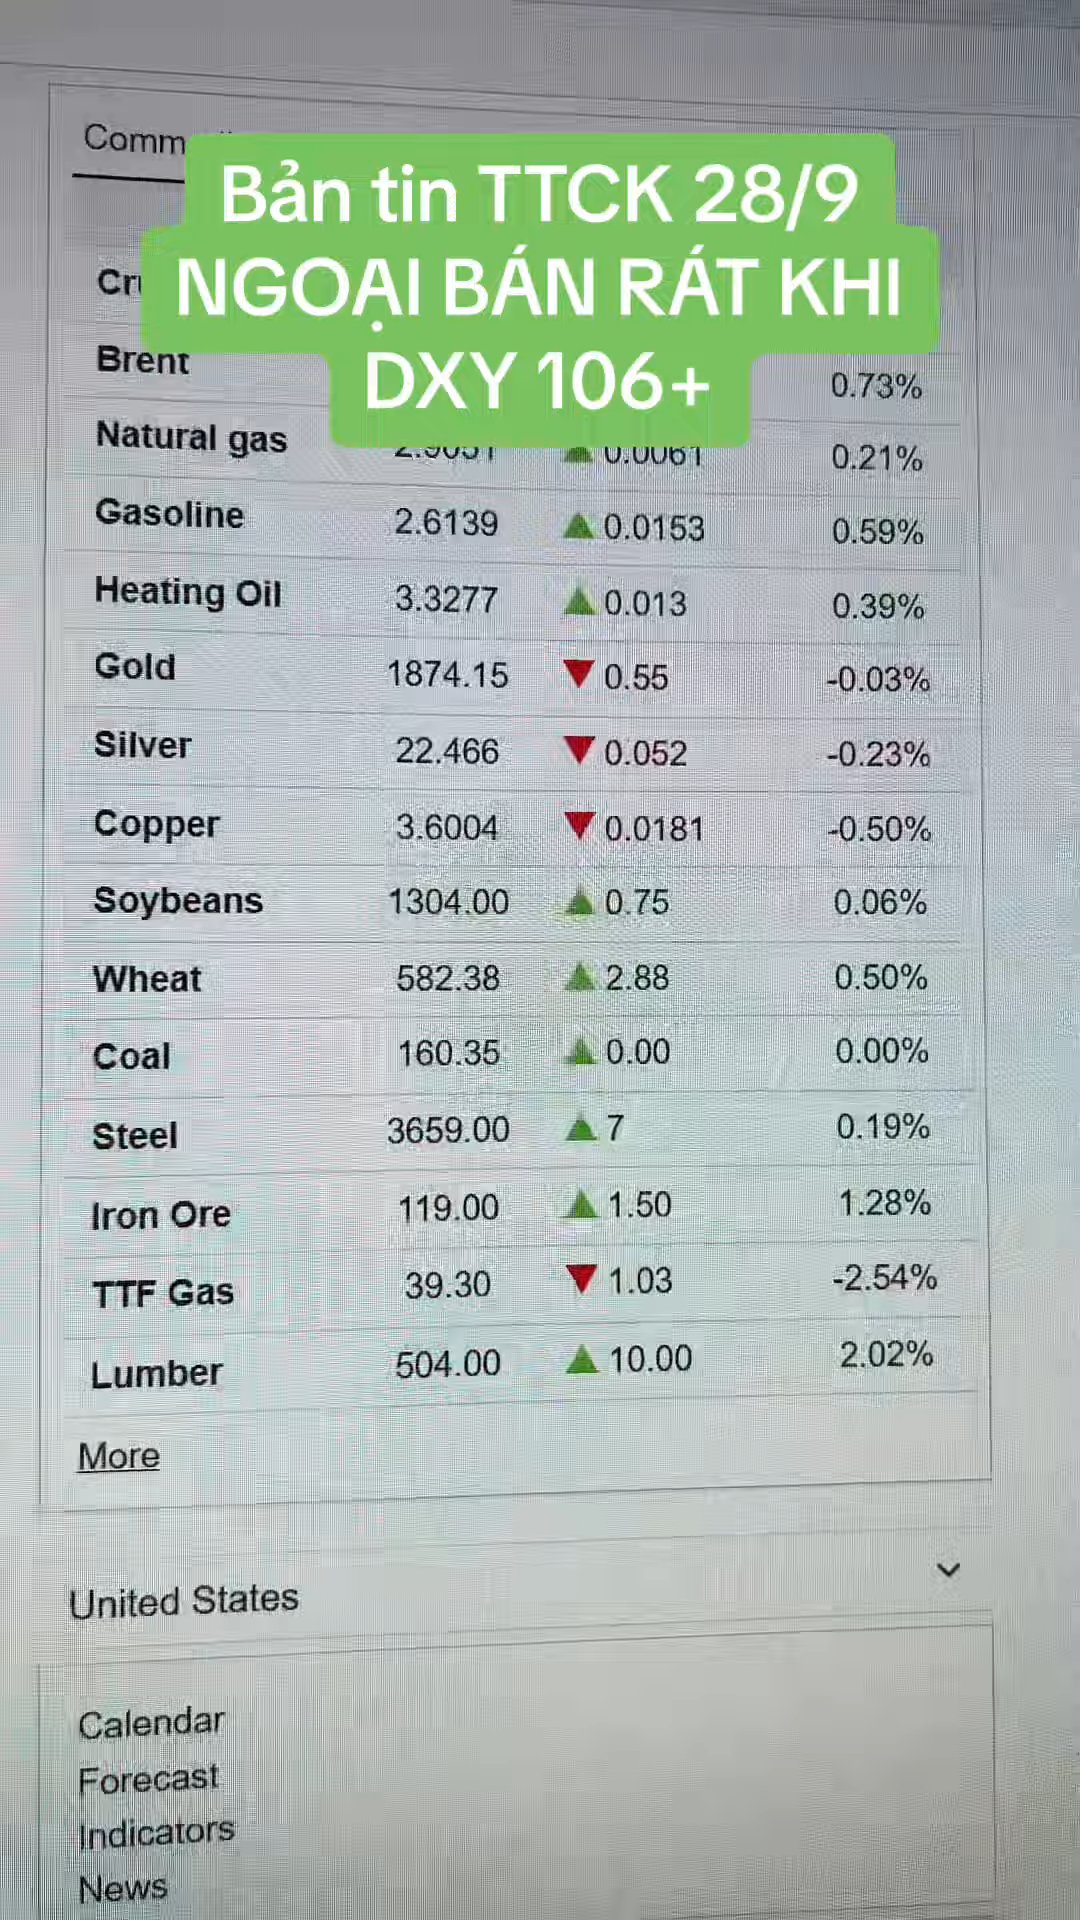 Bản tin TTCK 28/9
NGOẠI BÁN RÁT KHI
DXY 106+
Brent 0.73%
Natural gas 0.21%
Gasoline 2.6139 ▲ 0.0153 0.59%
Heating Oil 3.3277 ▲ 0.013 0.39%
Gold 1874.15 ▼ 0.55 -0.03%
Silver 22.466 ▼ 0.052 -0.23%
Copper 3.6004 ▼ 0.0181 -0.50%
Soybeans 1304.00 ▲ 0.75 0.06%
Wheat 582.38 ▲ 2.88 0.50%
Coal 160.35 ▲ 0.00 0.00%
Steel 3659.00 ▲ 7 0.19%
Iron Ore 119.00 ▲ 1.50 1.28%
TTF Gas 39.30 ▼ 1.03 -2.54%
Lumber 504.00 ▲ 10.00 2.02%
More
United States
Calendar
Forecast
Indicators
News